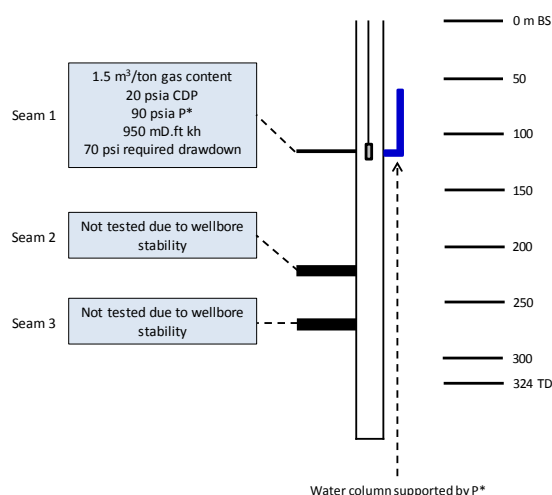 Seam 1
1.5 m³/ton gas content
20 psia CDP
90 psia P*
950 mD.ft kh
70 psi required drawdown
Seam 2
Not tested due to wellbore
stability
Seam 3
Not tested due to wellbore
stability
0 m BS
50
100
150
200
250
300
324 TD
Water column supported by P*